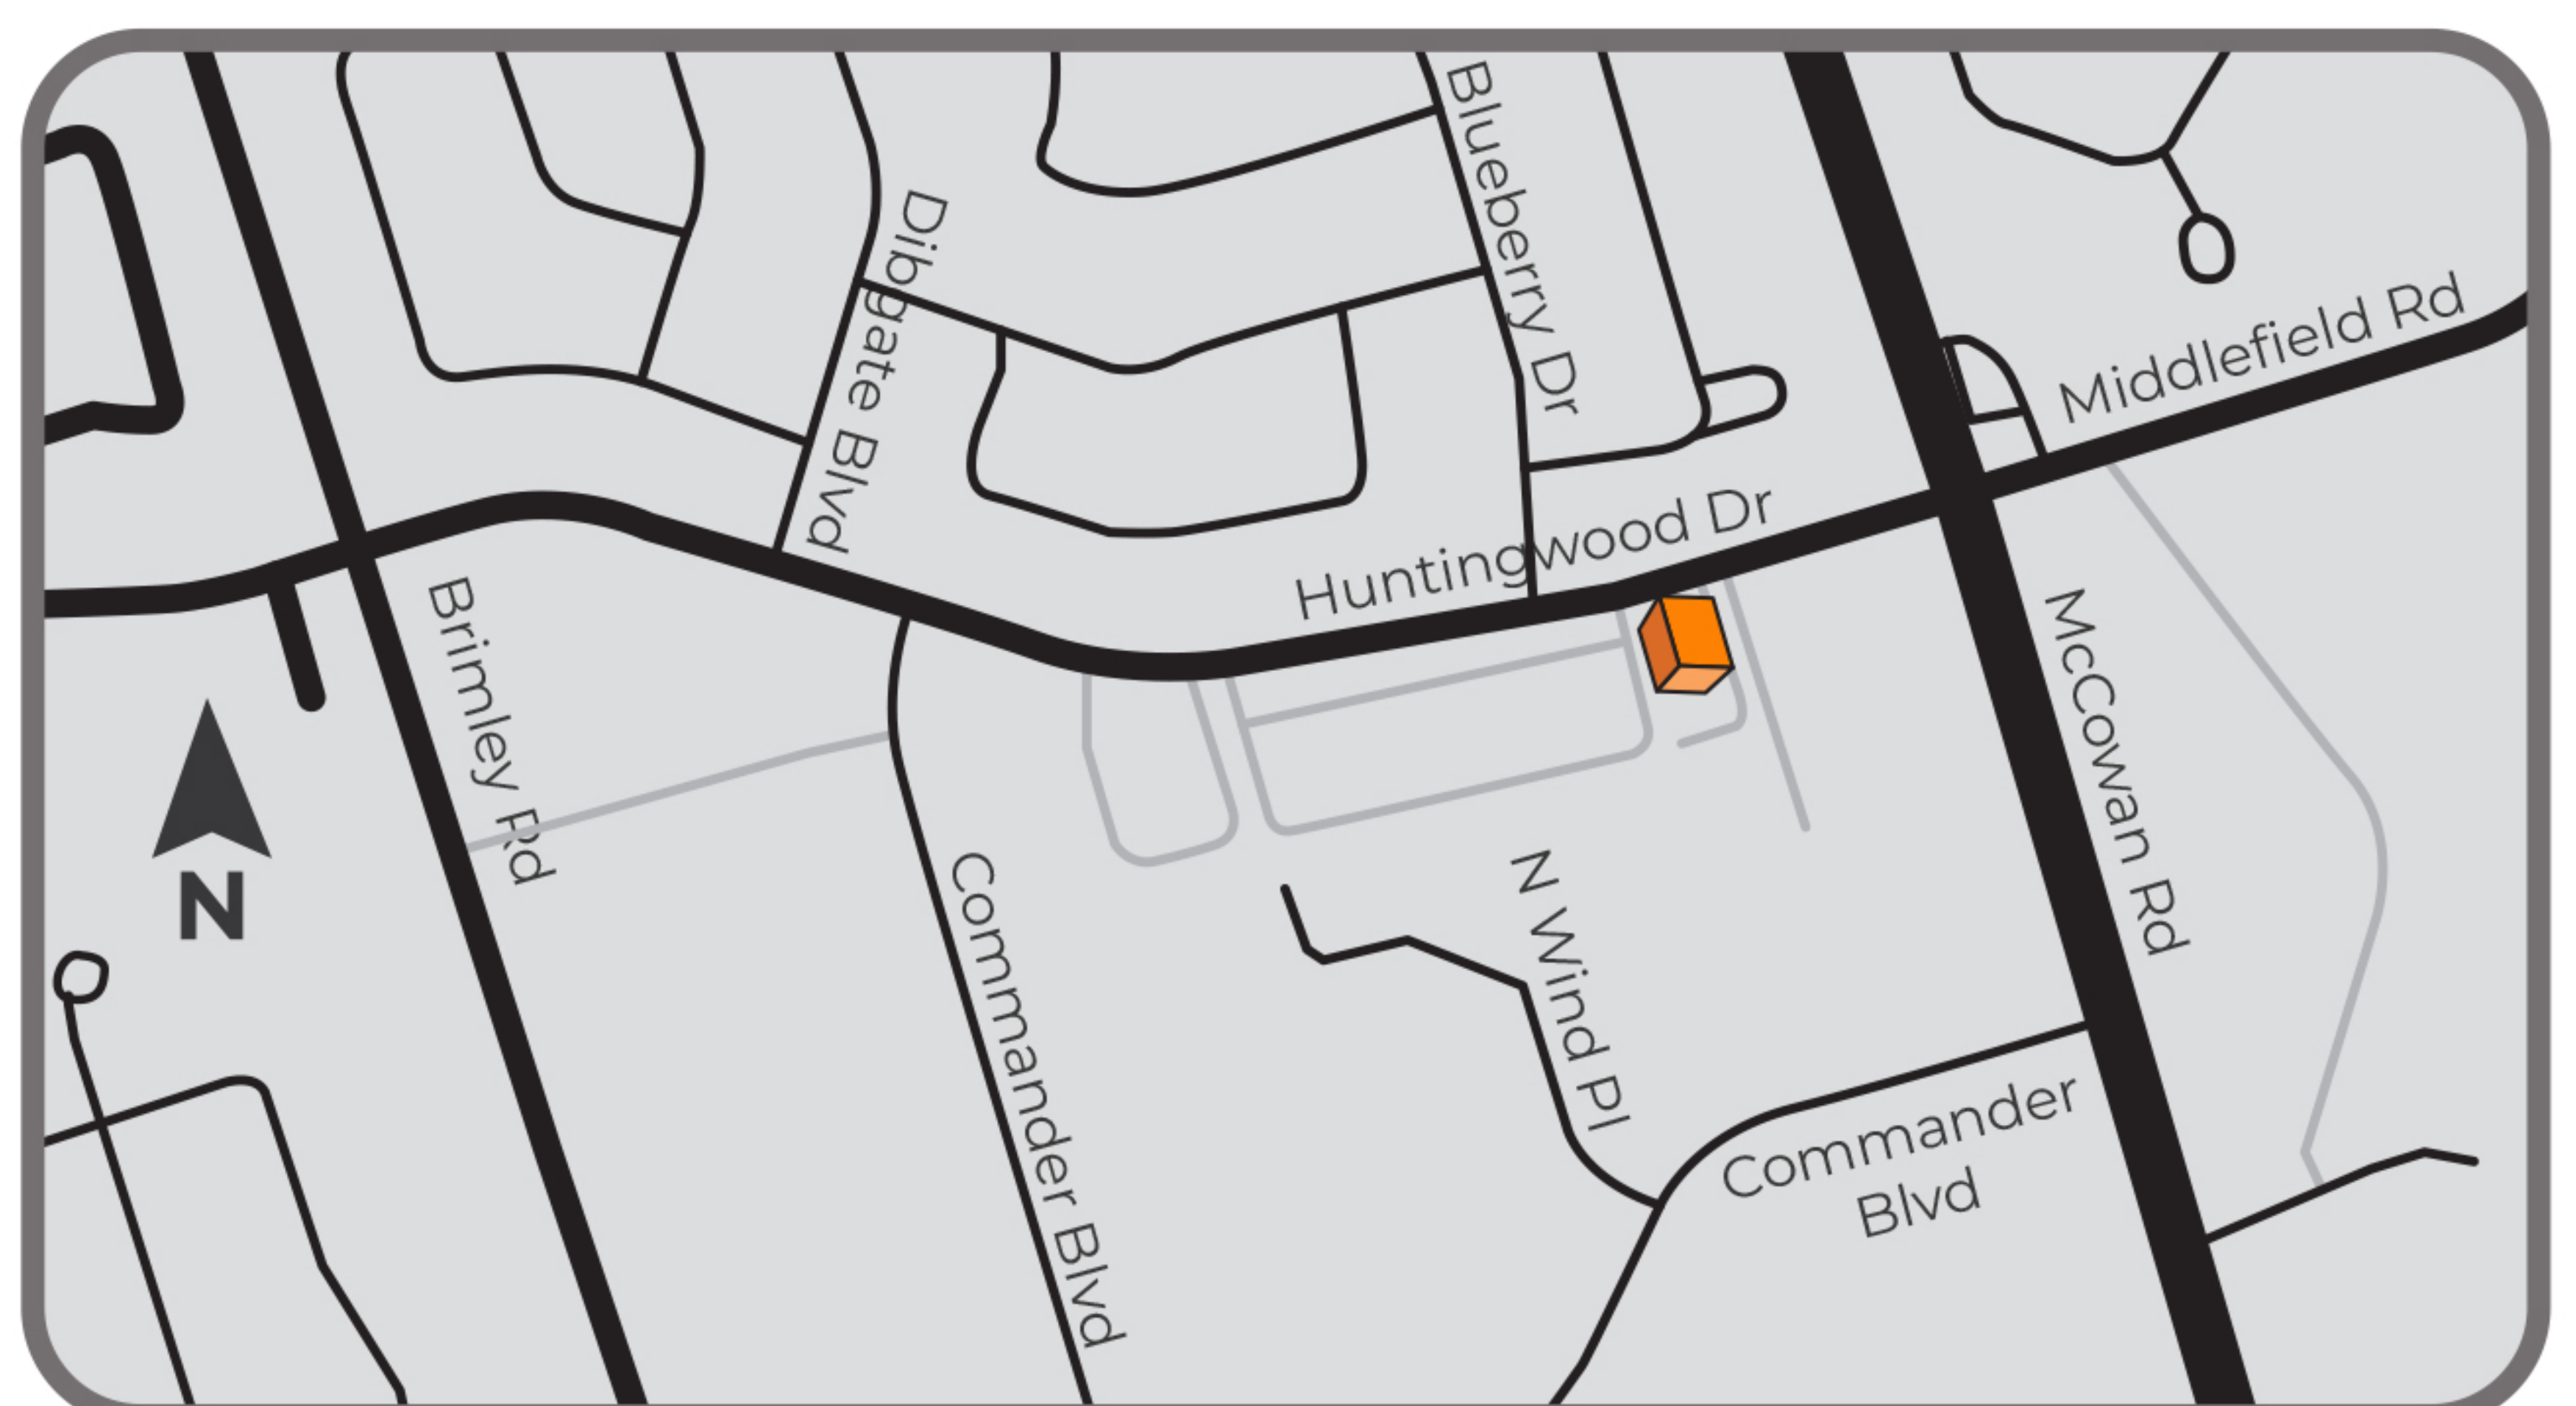 Blueberry Dr
Dibgate Blvd
Middlefield Rd
Huntingwood Dr
Brimley Rd
McCowan Rd
N
Commander Blvd
N Wind Pl
Commander
Blvd